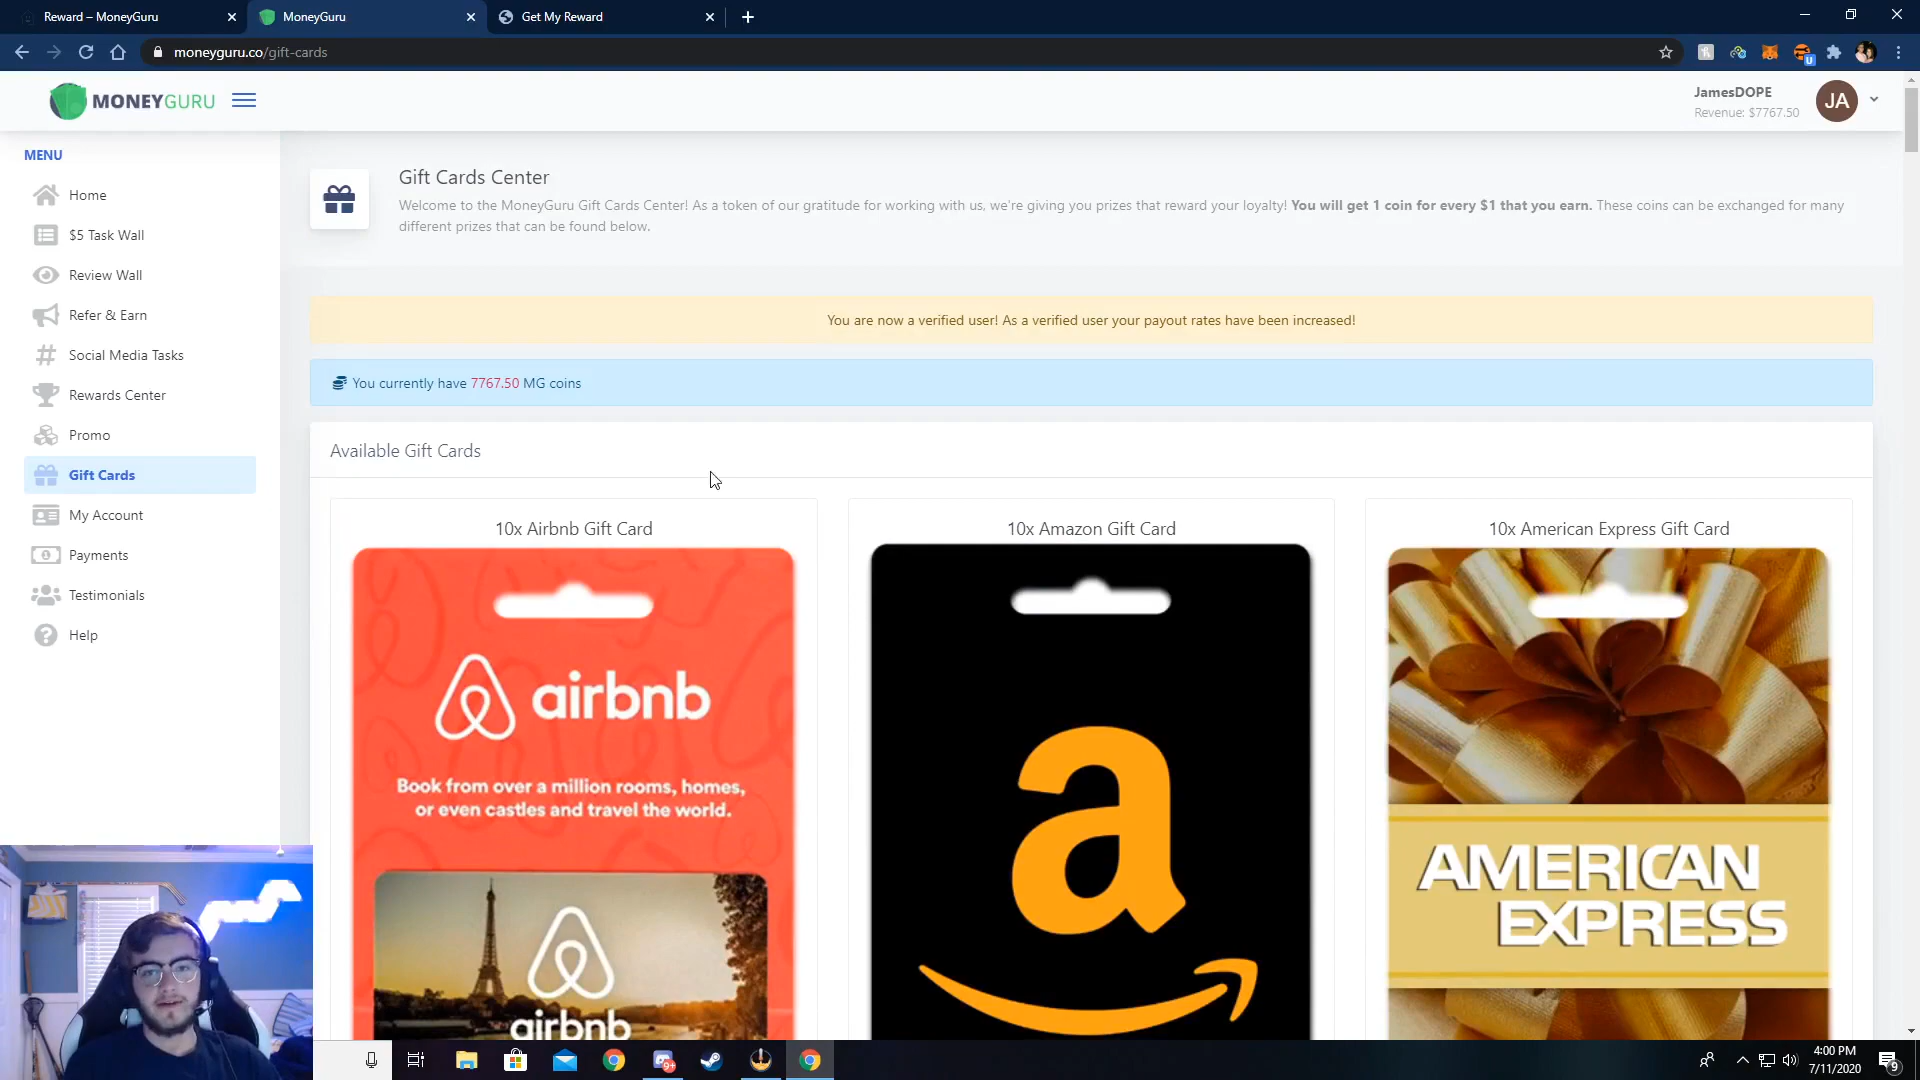 Reward – MoneyGuru
MoneyGuru
Get My Reward
moneyguru.co/gift-cards
MONEYGURU
JamesDOPE
Revenue: $7767.50
JA
MENU
Home
$5 Task Wall
Review Wall
Refer & Earn
Social Media Tasks
Rewards Center
Promo
Gift Cards
My Account
Payments
Testimonials
Help
Gift Cards Center
Welcome to the MoneyGuru Gift Cards Center! As a token of our gratitude for working with us, we're giving you prizes that reward your loyalty! You will get 1 coin for every $1 that you earn. These coins can be exchanged for many
different prizes that can be found below.
You are now a verified user! As a verified user your payout rates have been increased!
You currently have 7767.50 MG coins
Available Gift Cards
10x Airbnb Gift Card
10x Amazon Gift Card
10x American Express Gift Card
airbnb
Book from over a million rooms, homes,
or even castles and travel the world.
airbnb
a
AMERICAN
EXPRESS
4:00 PM
7/11/2020
9